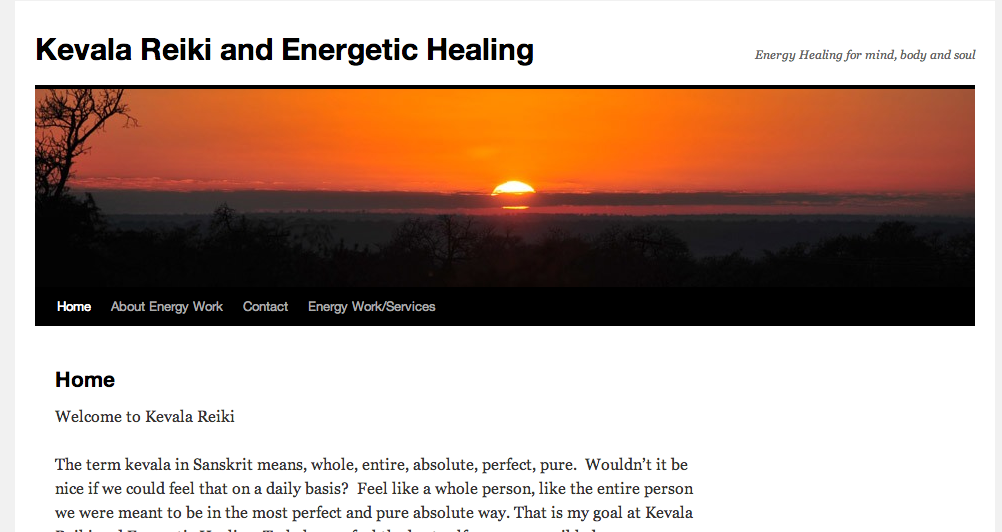 Kevala Reiki and Energetic Healing
Energy Healing for mind, body and soul
Home About Energy Work Contact Energy Work/Services
Home
Welcome to Kevala Reiki
The term kevala in Sanskrit means, whole, entire, absolute, perfect, pure.  Wouldn't it be
nice if we could feel that on a daily basis?  Feel like a whole person, like the entire person
we were meant to be in the most perfect and pure absolute way. That is my goal at Kevala